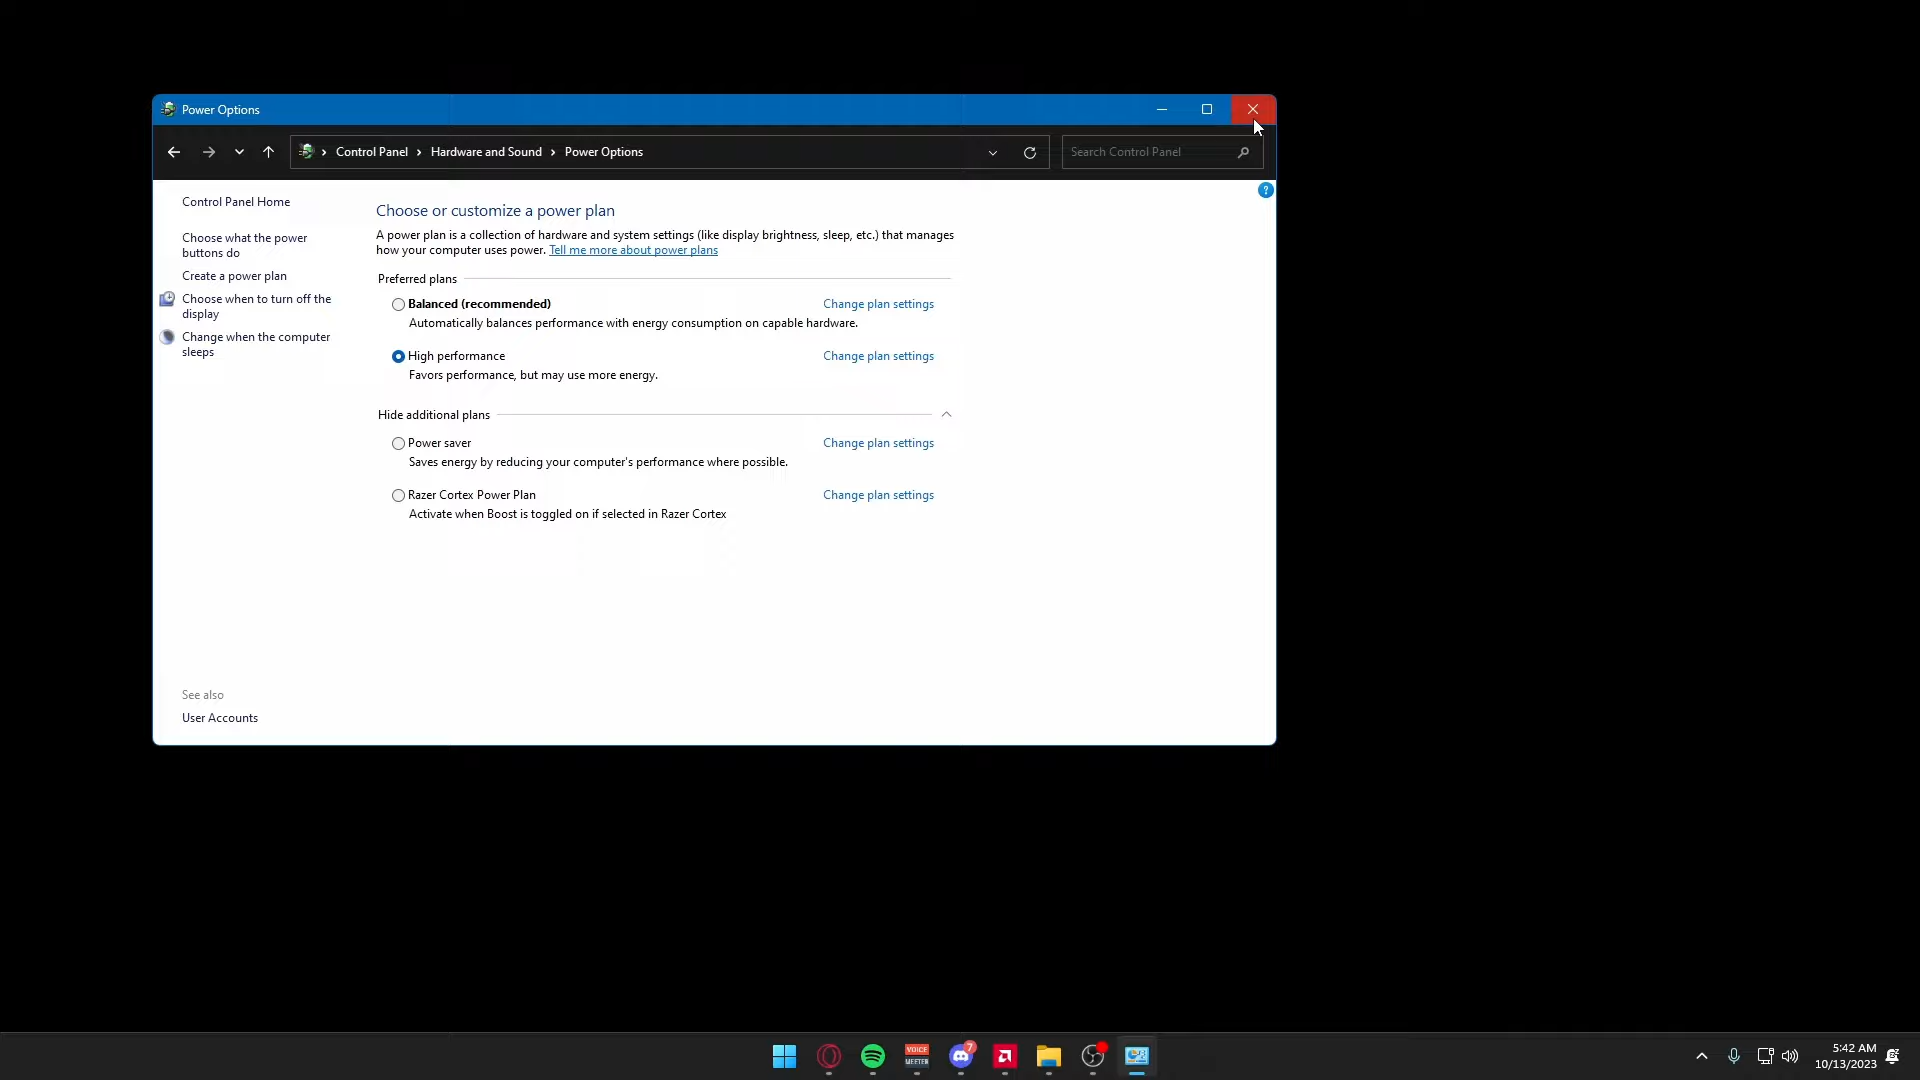 Power Options
Control Panel › Hardware and Sound › Power Options
Search Control Panel
Control Panel Home
Choose what the power
buttons do
Create a power plan
Choose when to turn off the
display
Change when the computer
sleeps
See also
User Accounts
Choose or customize a power plan
A power plan is a collection of hardware and system settings (like display brightness, sleep, etc.) that manages
how your computer uses power. Tell me more about power plans
Preferred plans
Balanced (recommended) Change plan settings
Automatically balances performance with energy consumption on capable hardware.
High performance Change plan settings
Favors performance, but may use more energy.
Hide additional plans
Power saver Change plan settings
Saves energy by reducing your computer's performance where possible.
Razer Cortex Power Plan Change plan settings
Activate when Boost is toggled on if selected in Razer Cortex
VOICE
MEETER
7
5:42 AM
10/13/2023